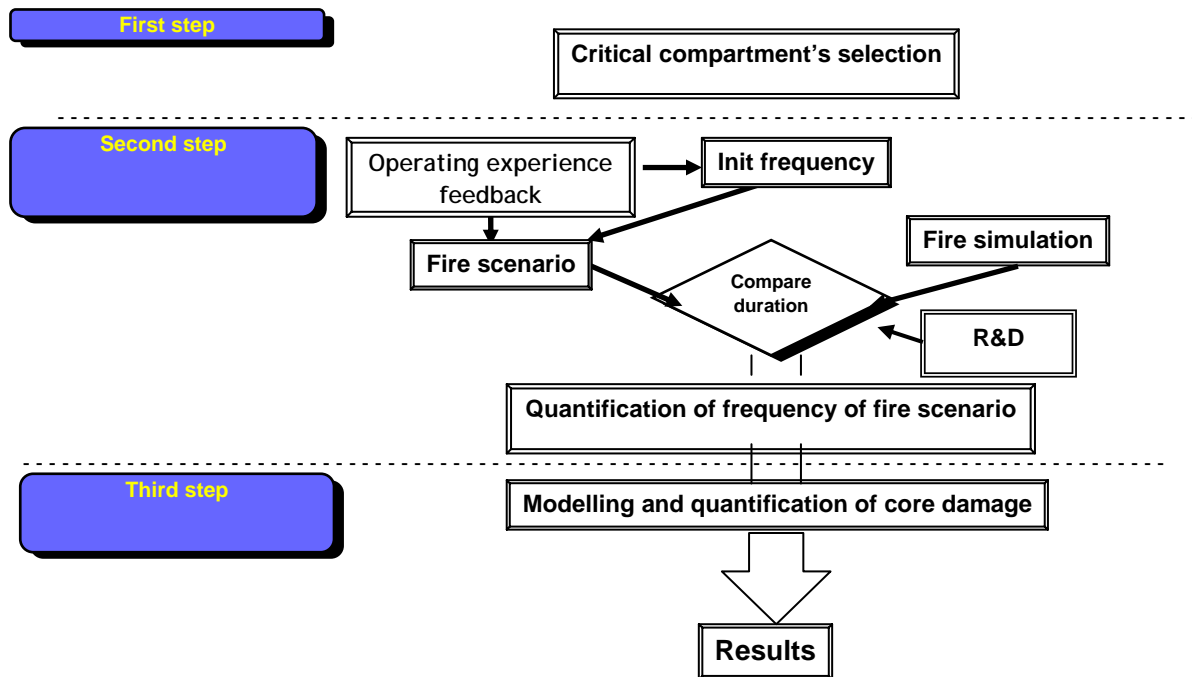 First step
Critical compartment's selection
Second step
Operating experience
feedback
Init frequency
Fire scenario
Fire simulation
Compare
duration
R&D
Quantification of frequency of fire scenario
Third step
Modelling and quantification of core damage
Results